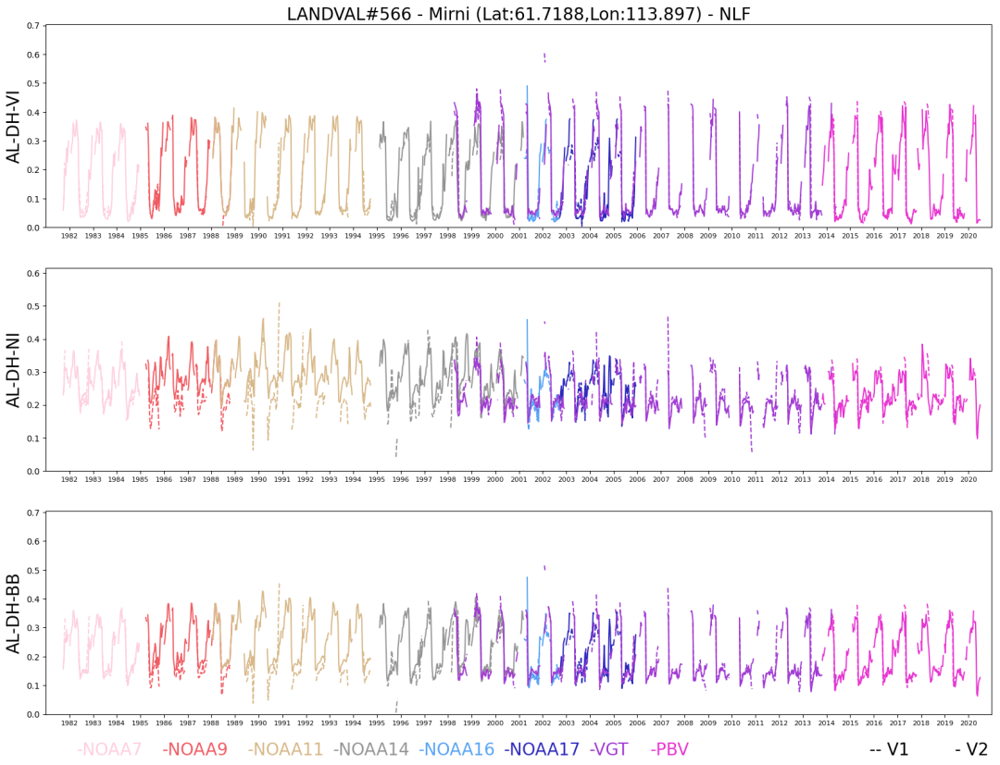 LANDVAL#566 - Mirni (Lat:61.7188,Lon:113.897) - NLF
AL-DH-VI
0.7
0.6
0.5
0.4
0.3
0.2
0.1
0.0
1982 1983 1984 1985 1986 1987 1988 1989 1990 1991 1992 1993 1994 1995 1996 1997 1998 1999 2000 2001 2002 2003 2004 2005 2006 2007 2008 2009 2010 2011 2012 2013 2014 2015 2016 2017 2018 2019 2020
AL-DH-NI
0.6
0.5
0.4
0.3
0.2
0.1
0.0
1982 1983 1984 1985 1986 1987 1988 1989 1990 1991 1992 1993 1994 1995 1996 1997 1998 1999 2000 2001 2002 2003 2004 2005 2006 2007 2008 2009 2010 2011 2012 2013 2014 2015 2016 2017 2018 2019 2020
AL-DH-BB
0.7
0.6
0.5
0.4
0.3
0.2
0.1
0.0
1982 1983 1984 1985 1986 1987 1988 1989 1990 1991 1992 1993 1994 1995 1996 1997 1998 1999 2000 2001 2002 2003 2004 2005 2006 2007 2008 2009 2010 2011 2012 2013 2014 2015 2016 2017 2018 2019 2020
-NOAA7 -NOAA9 -NOAA11 -NOAA14 -NOAA16 -NOAA17 -VGT -PBV -- V1 - V2